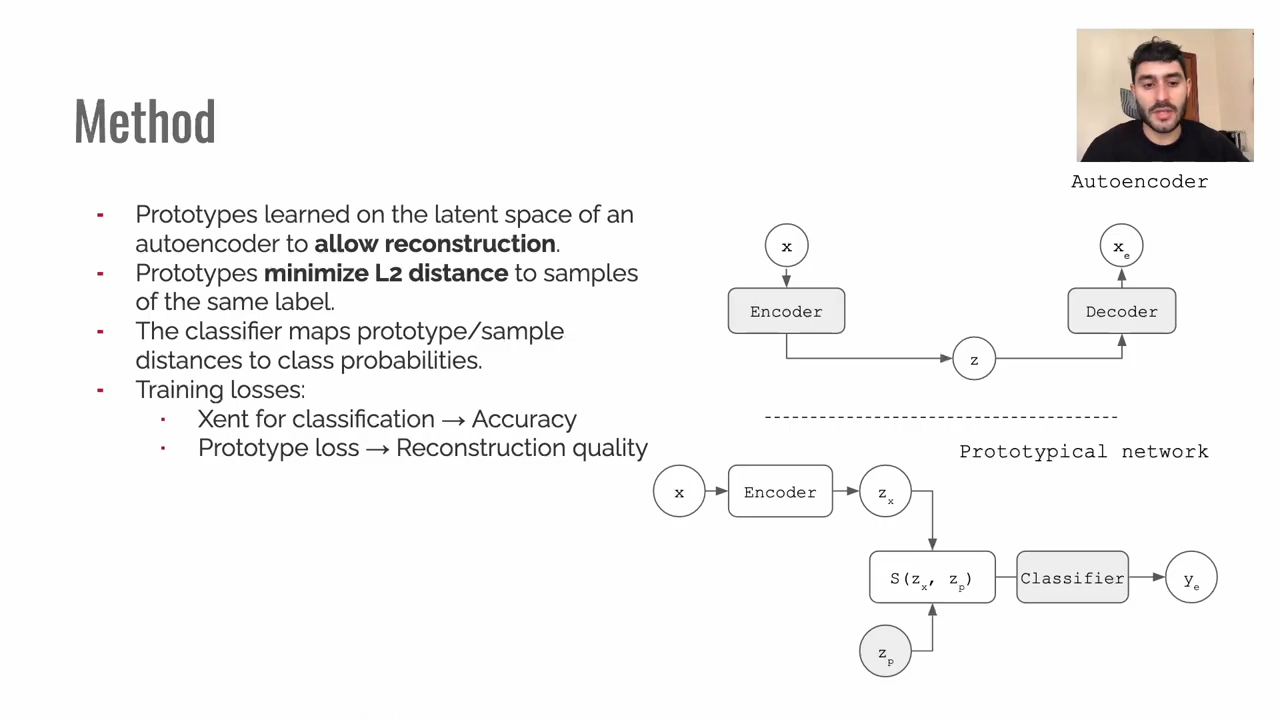 Method
- Prototypes learned on the latent space of an
autoencoder to allow reconstruction.
- Prototypes minimize L2 distance to samples
of the same label.
- The classifier maps prototype/sample
distances to class probabilities.
- Training losses:
· Xent for classification → Accuracy
· Prototype loss → Reconstruction quality
Autoencoder
x
xe
Encoder
Decoder
z
Prototypical network
x
Encoder
zx
S(zx, zp)
Classifier
ye
zp